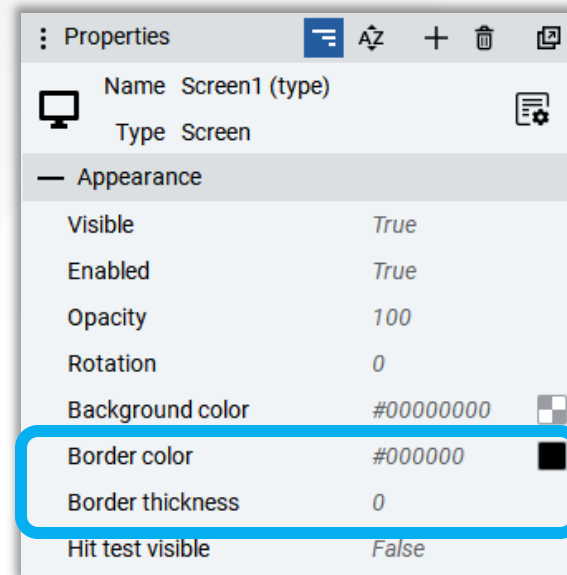 Properties AZ
Name Screen1 (type)
Type Screen
Appearance
Visible True
Enabled True
Opacity 100
Rotation 0
Background color #00000000
Border color #000000
Border thickness 0
Hit test visible False